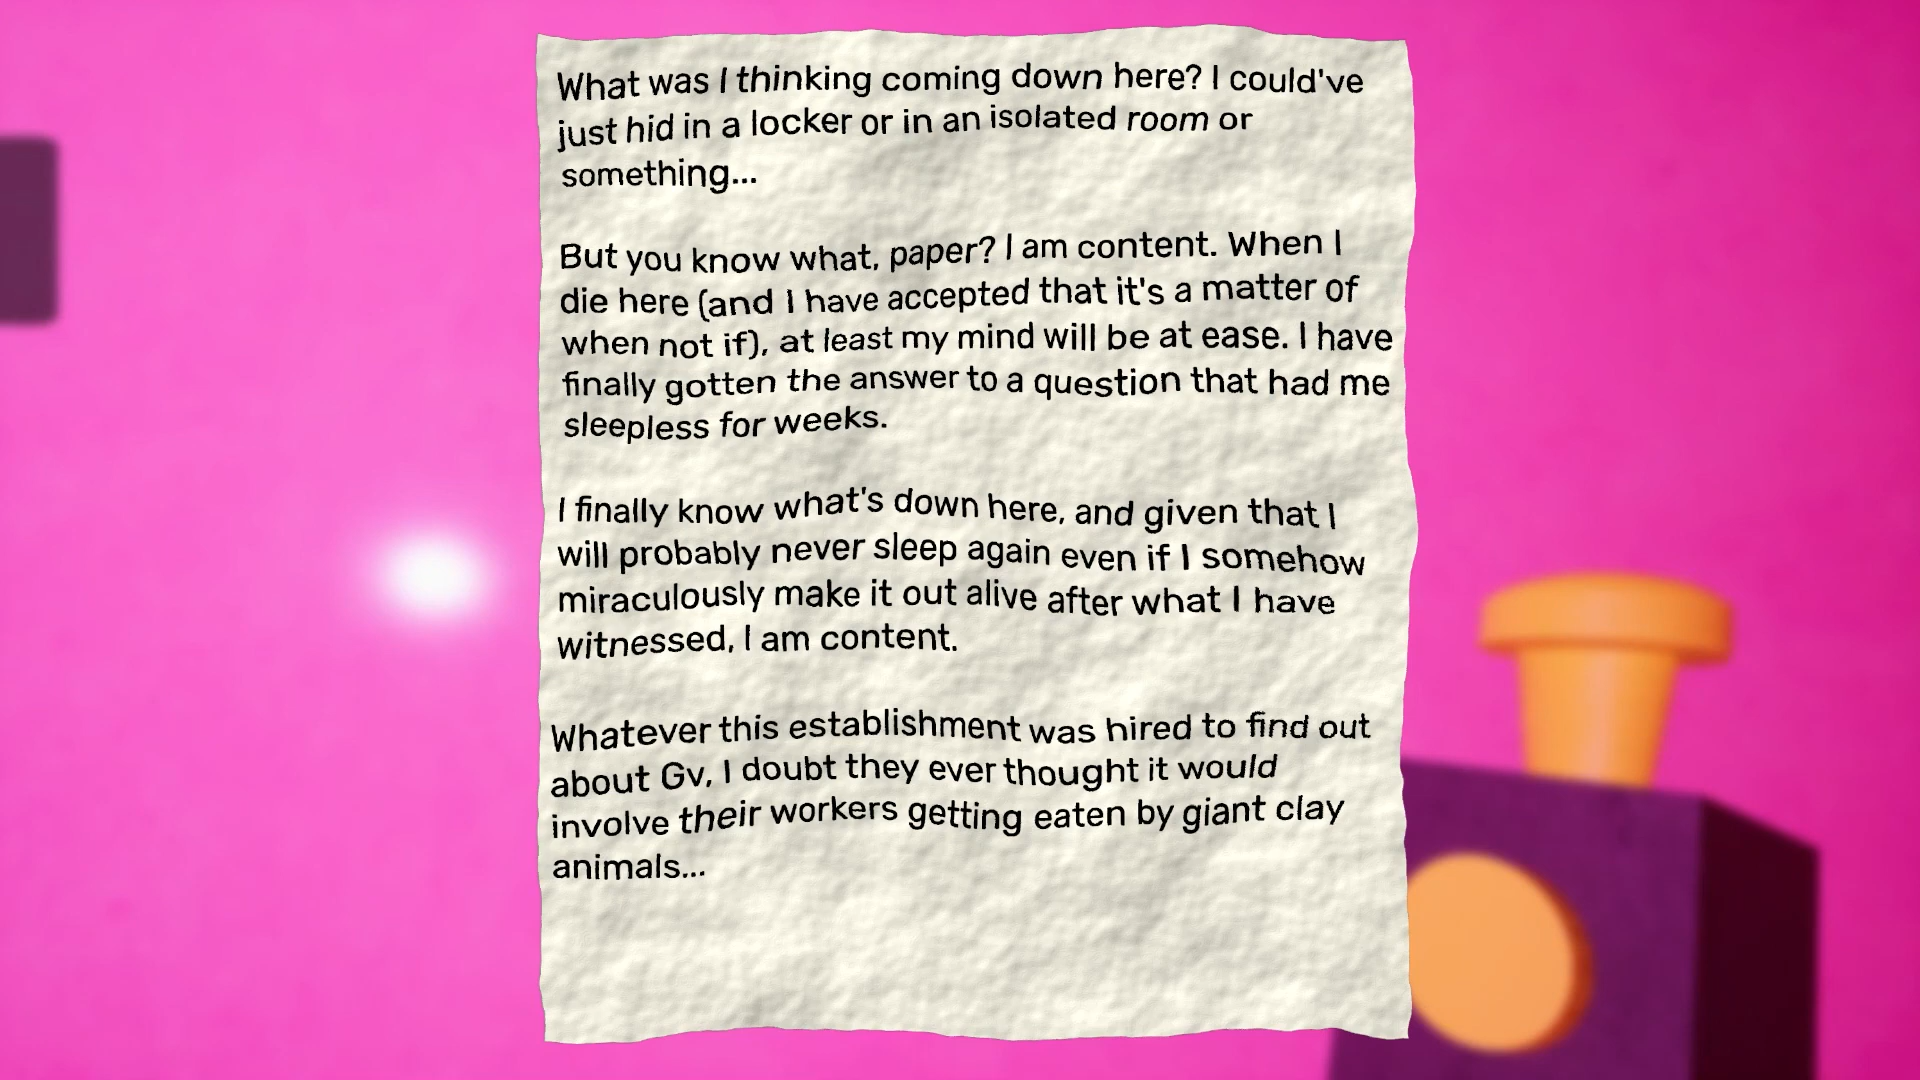 What was I thinking coming down here? I could've
just hid in a locker or in an isolated room or
something...
But you know what, paper? I am content. When I
die here (and I have accepted that it's a matter of
when not if), at least my mind will be at ease. I have
finally gotten the answer to a question that had me
sleepless for weeks.
I finally know what's down here, and given that I
will probably never sleep again even if I somehow
miraculously make it out alive after what I have
witnessed, I am content.
Whatever this establishment was hired to find out
about Gv, I doubt they ever thought it would
involve their workers getting eaten by giant clay
animals...